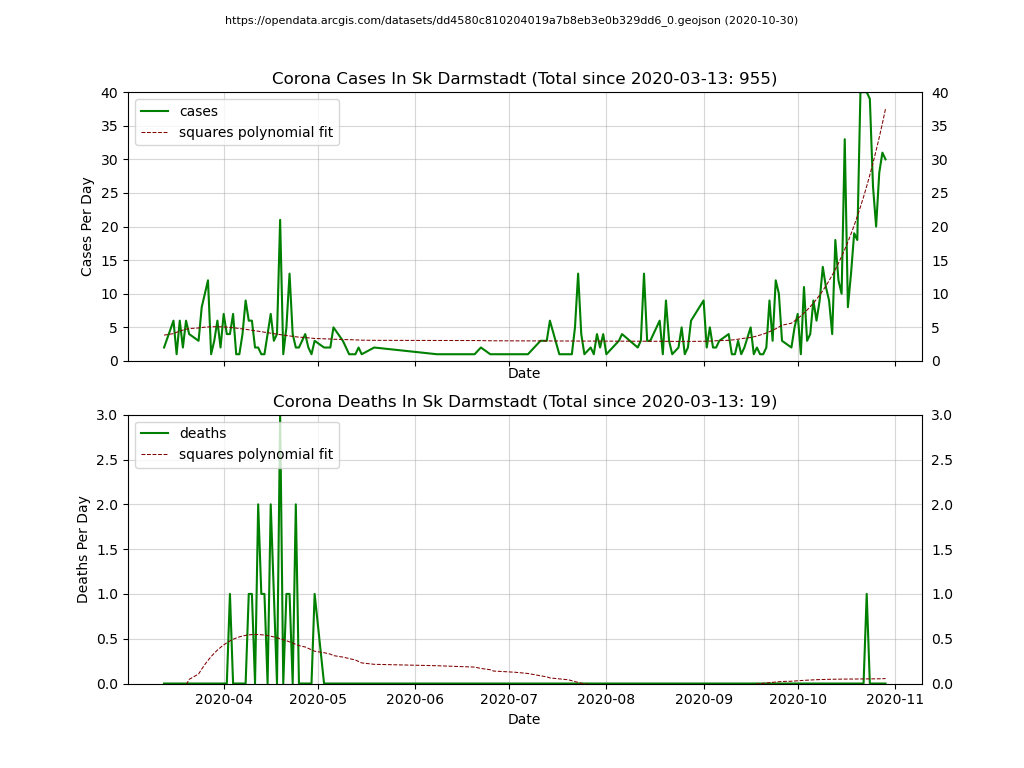 https://opendata.arcgis.com/datasets/dd4580c810204019a7b8eb3e0b329dd6_0.geojson (2020-10-30)
Corona Cases In Sk Darmstadt (Total since 2020-03-13: 955)
cases
squares polynomial fit
Cases Per Day
40 40
35 35
30 30
25 25
20 20
15 15
10 10
5 5
0 0
Date
Corona Deaths In Sk Darmstadt (Total since 2020-03-13: 19)
deaths
squares polynomial fit
Deaths Per Day
3.0 3.0
2.5 2.5
2.0 2.0
1.5 1.5
1.0 1.0
0.5 0.5
0.0 0.0
2020-04 2020-05 2020-06 2020-07 2020-08 2020-09 2020-10 2020-11
Date